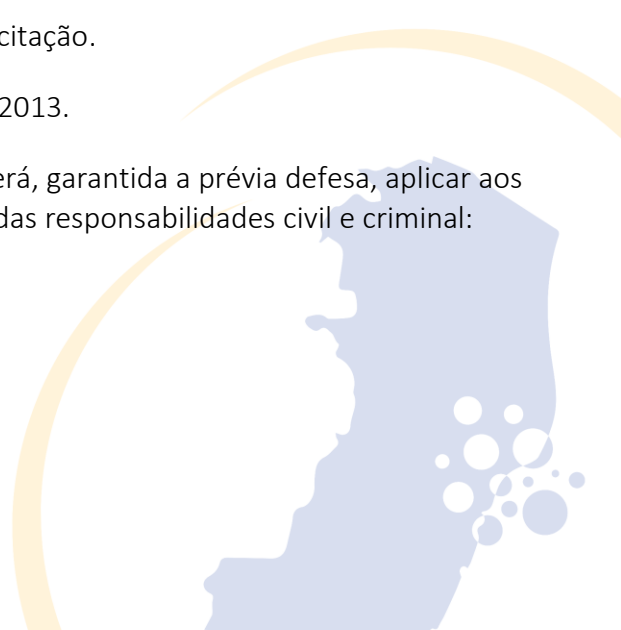 citação.
2013.
erá, garantida a prévia defesa, aplicar aos
das responsabilidades civil e criminal: